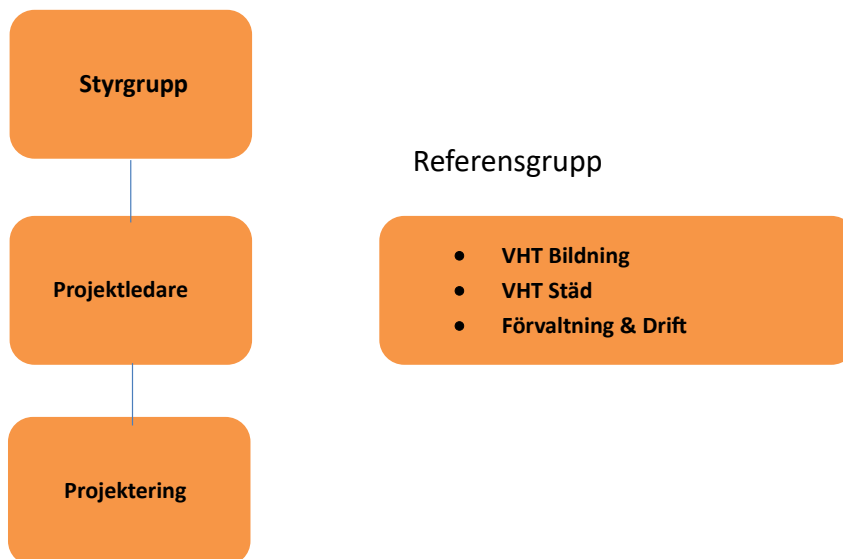 Styrgrupp
Referensgrupp
Projektledare
• VHT Bildning
• VHT Städ
• Förvaltning & Drift
Projektering